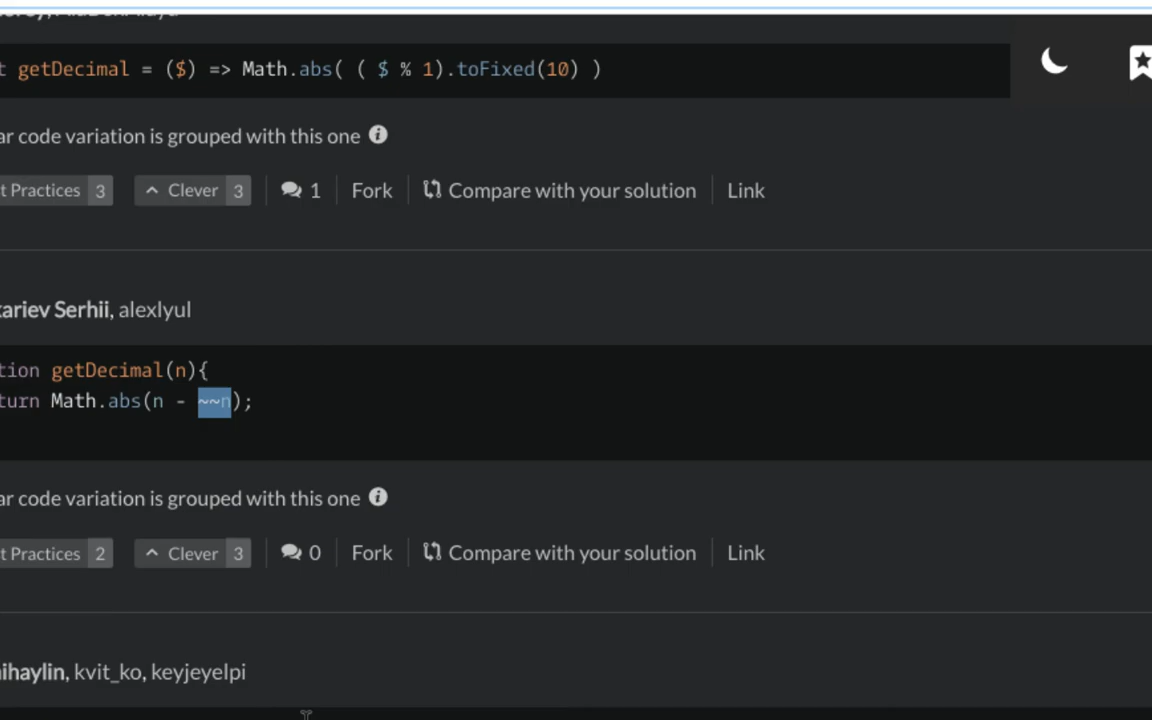 t getDecimal = ($) => Math.abs( ( $ % 1).toFixed(10) )
ar code variation is grouped with this one
t Practices 3 Clever 3 1 Fork Compare with your solution Link
kariev Serhii, alexlyul
tion getDecimal(n){
turn Math.abs(n - ~~n);
ar code variation is grouped with this one
t Practices 2 Clever 3 0 Fork Compare with your solution Link
ihaylin, kvit_ko, keyjeyelpi